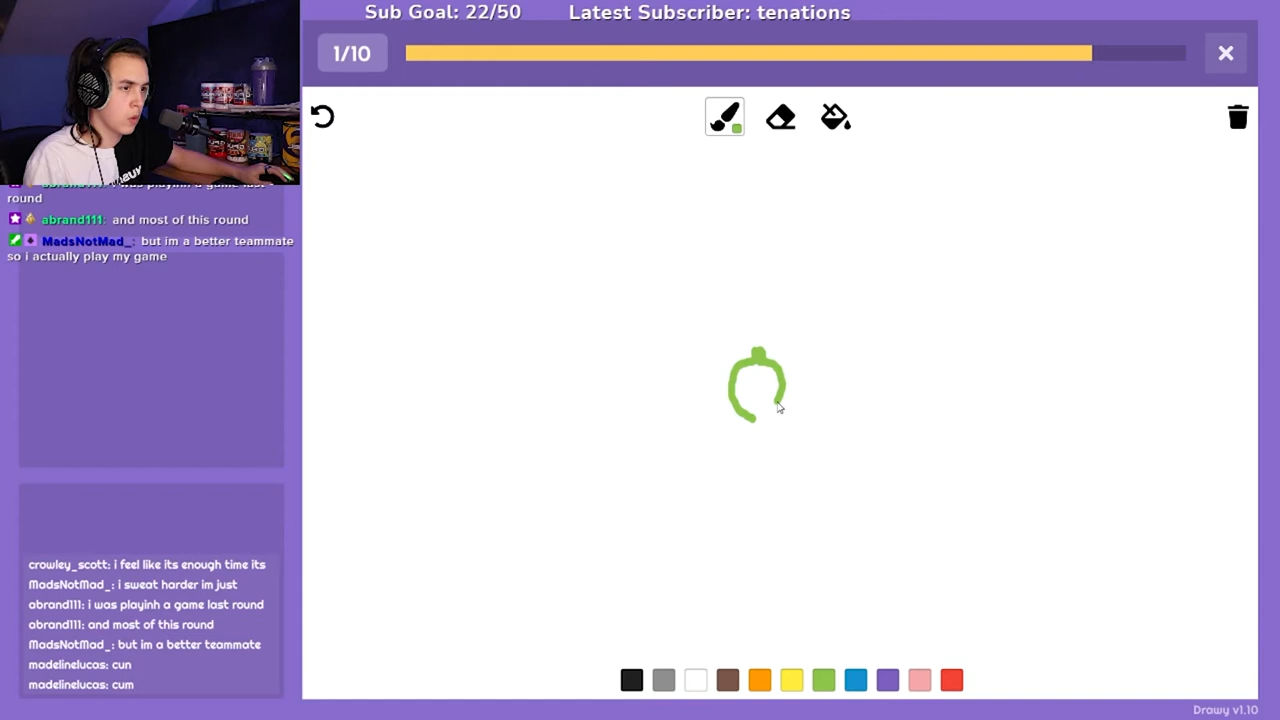 Sub Goal: 22/50 Latest Subscriber: tenations
1/10
round
abrand111: and most of this round
MadsNotMad_: but im a better teammate
so i actually play my game
crowley_scott: i feel like its enough time its
MadsNotMad_: i sweat harder im just
abrand111: i was playinh a game last round
abrand111: and most of this round
MadsNotMad_: but im a better teammate
madelinelucas: cun
madelinelucas: cum
Drawy v1.10